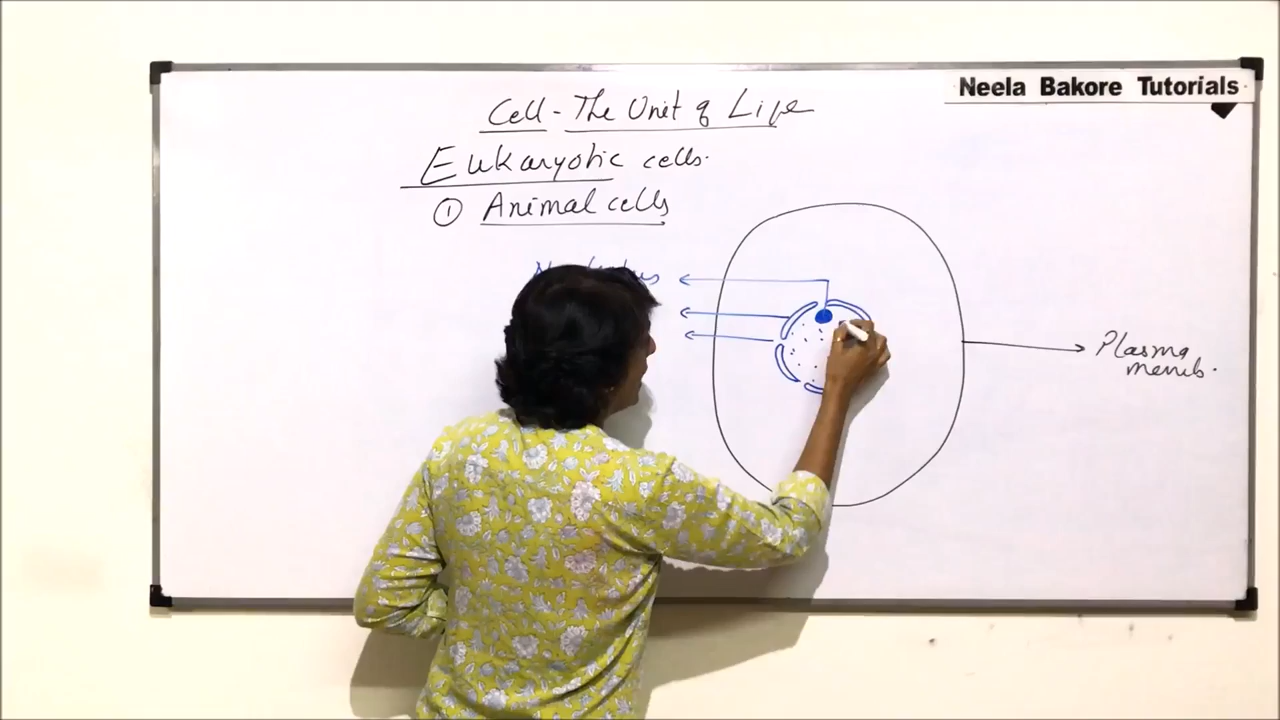 Neela Bakore Tutorials
Cell - The Unit of Life
Eukaryotic cells.
① Animal cells
Plasma
memb.